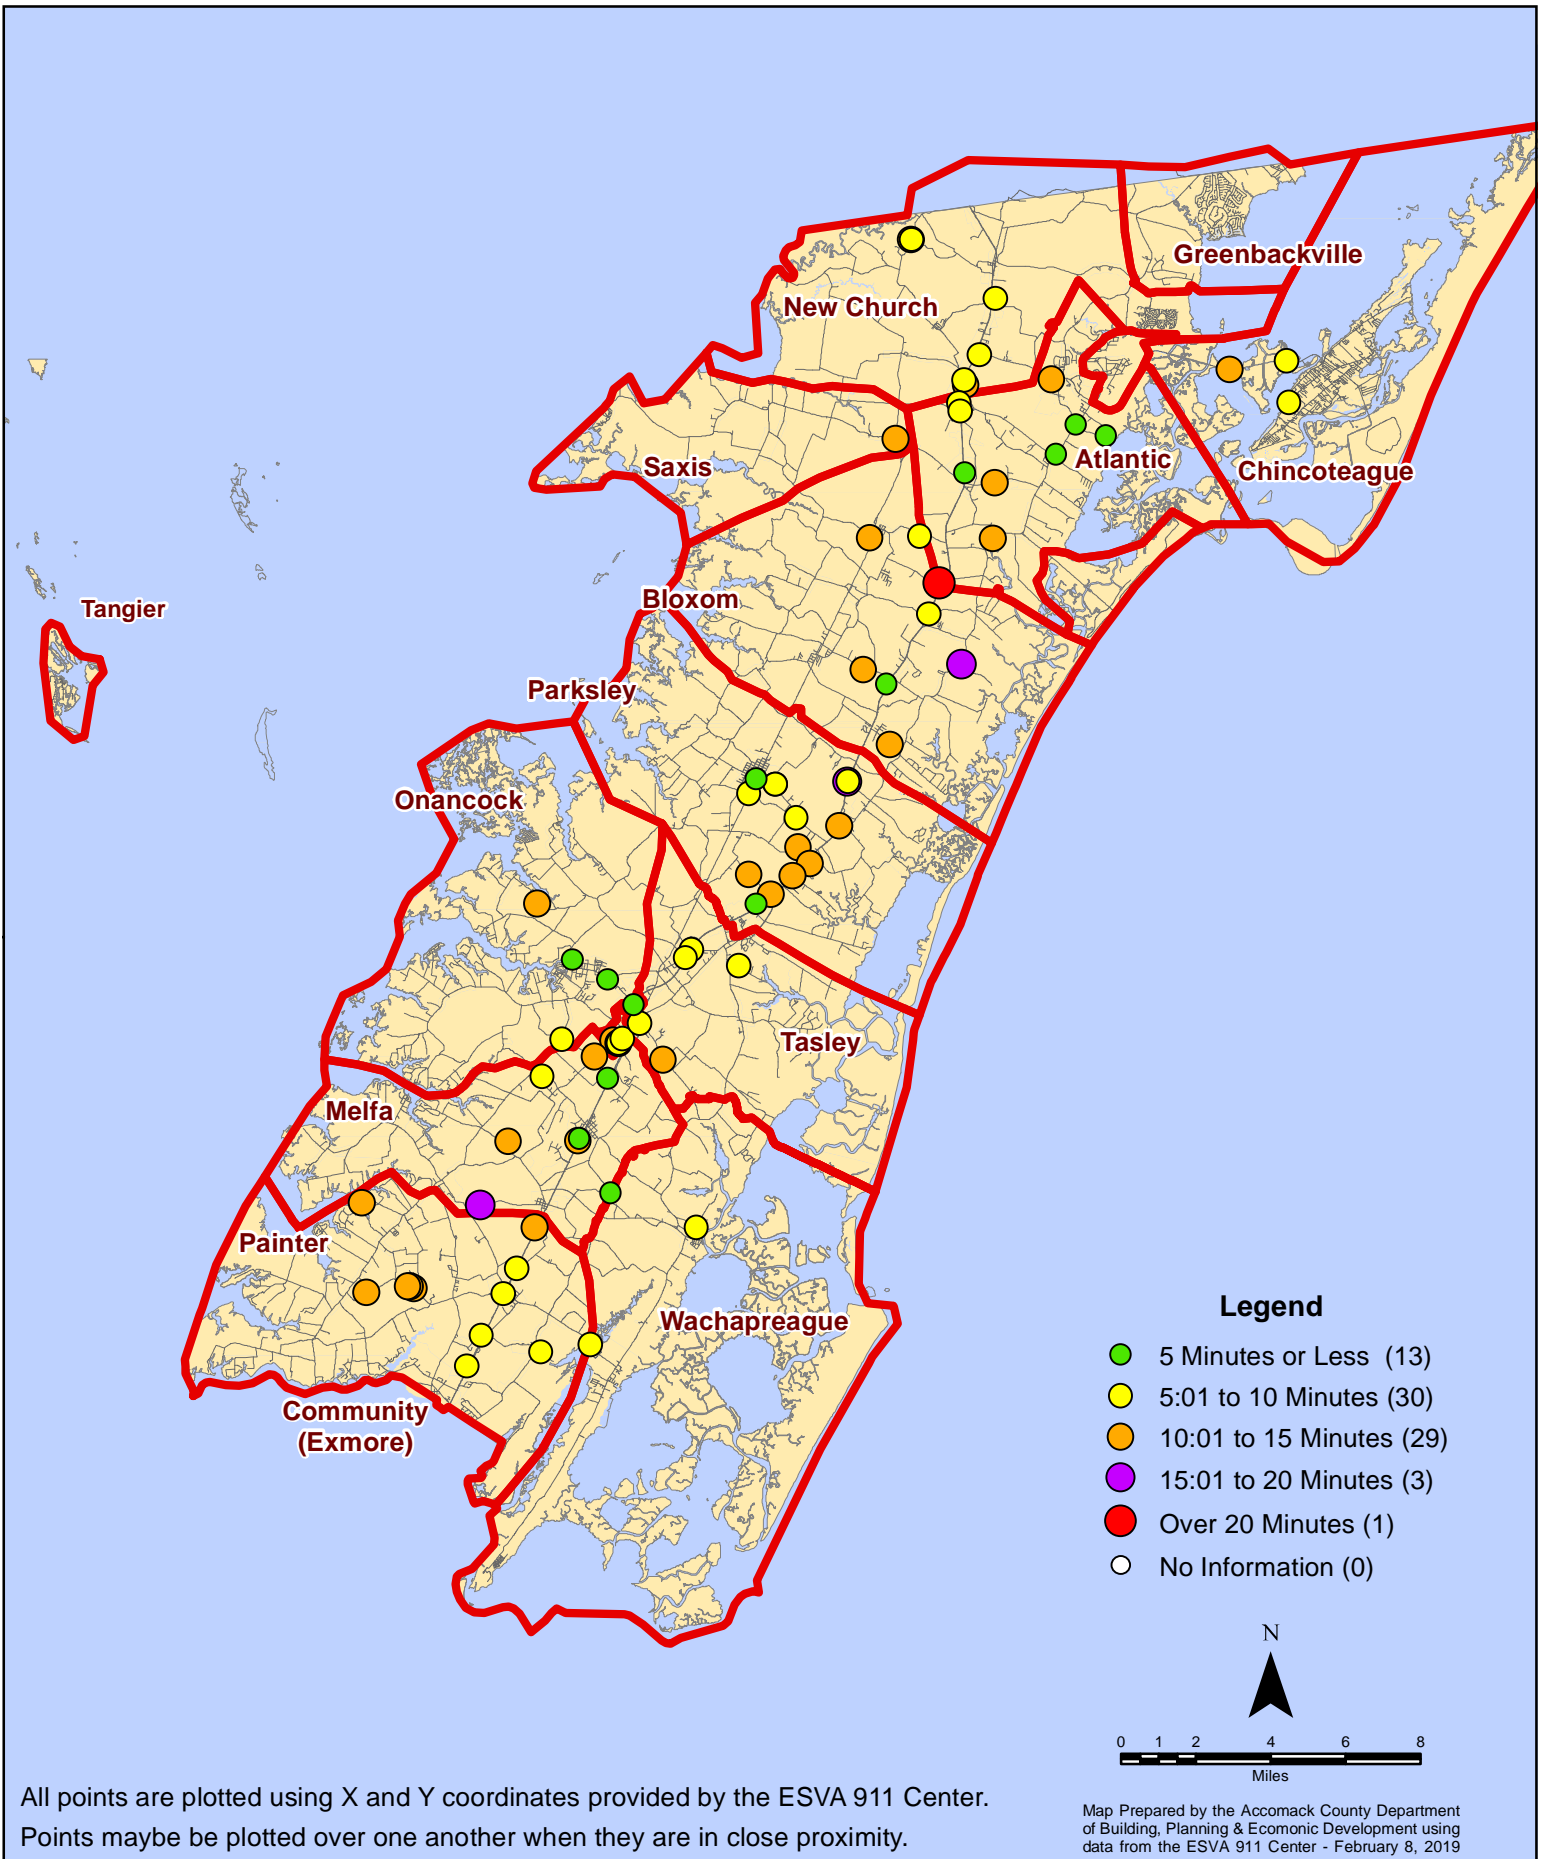 Greenbackville
New Church
Saxis
Atlantic
Chincoteague
Bloxom
Tangier
Parksley
Onancock
Tasley
Melfa
Painter
Wachapreague
Community
(Exmore)
Legend
5 Minutes or Less (13)
5:01 to 10 Minutes (30)
10:01 to 15 Minutes (29)
15:01 to 20 Minutes (3)
Over 20 Minutes (1)
No Information (0)
N
0 1 2 4 6 8
Miles
All points are plotted using X and Y coordinates provided by the ESVA 911 Center.
Points maybe be plotted over one another when they are in close proximity.
Map Prepared by the Accomack County Department
of Building, Planning & Ecomonic Development using
data from the ESVA 911 Center - February 8, 2019